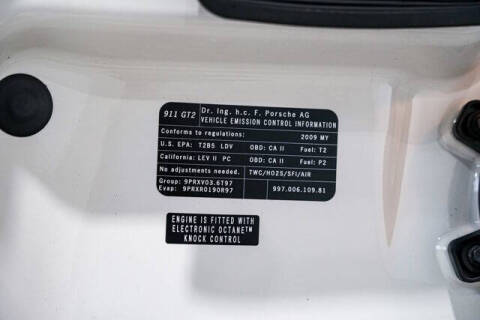 911 GT2 Dr. Ing. h.c. F. Porsche AG
VEHICLE EMISSION CONTROL INFORMATION
Conforms to regulations: 2009 MY
U.S. EPA: T2B5 LDV OBD: CA II Fuel: T2
California: LEV II PC OBD: CA II Fuel: P2
No adjustments needed. TWC/HO2S/SFI/AIR
Group: 9PRXV03.6T97
Evap: 9PRXR0190R97 997.006.109.81
ENGINE IS FITTED WITH
ELECTRONIC OCTANE™
KNOCK CONTROL